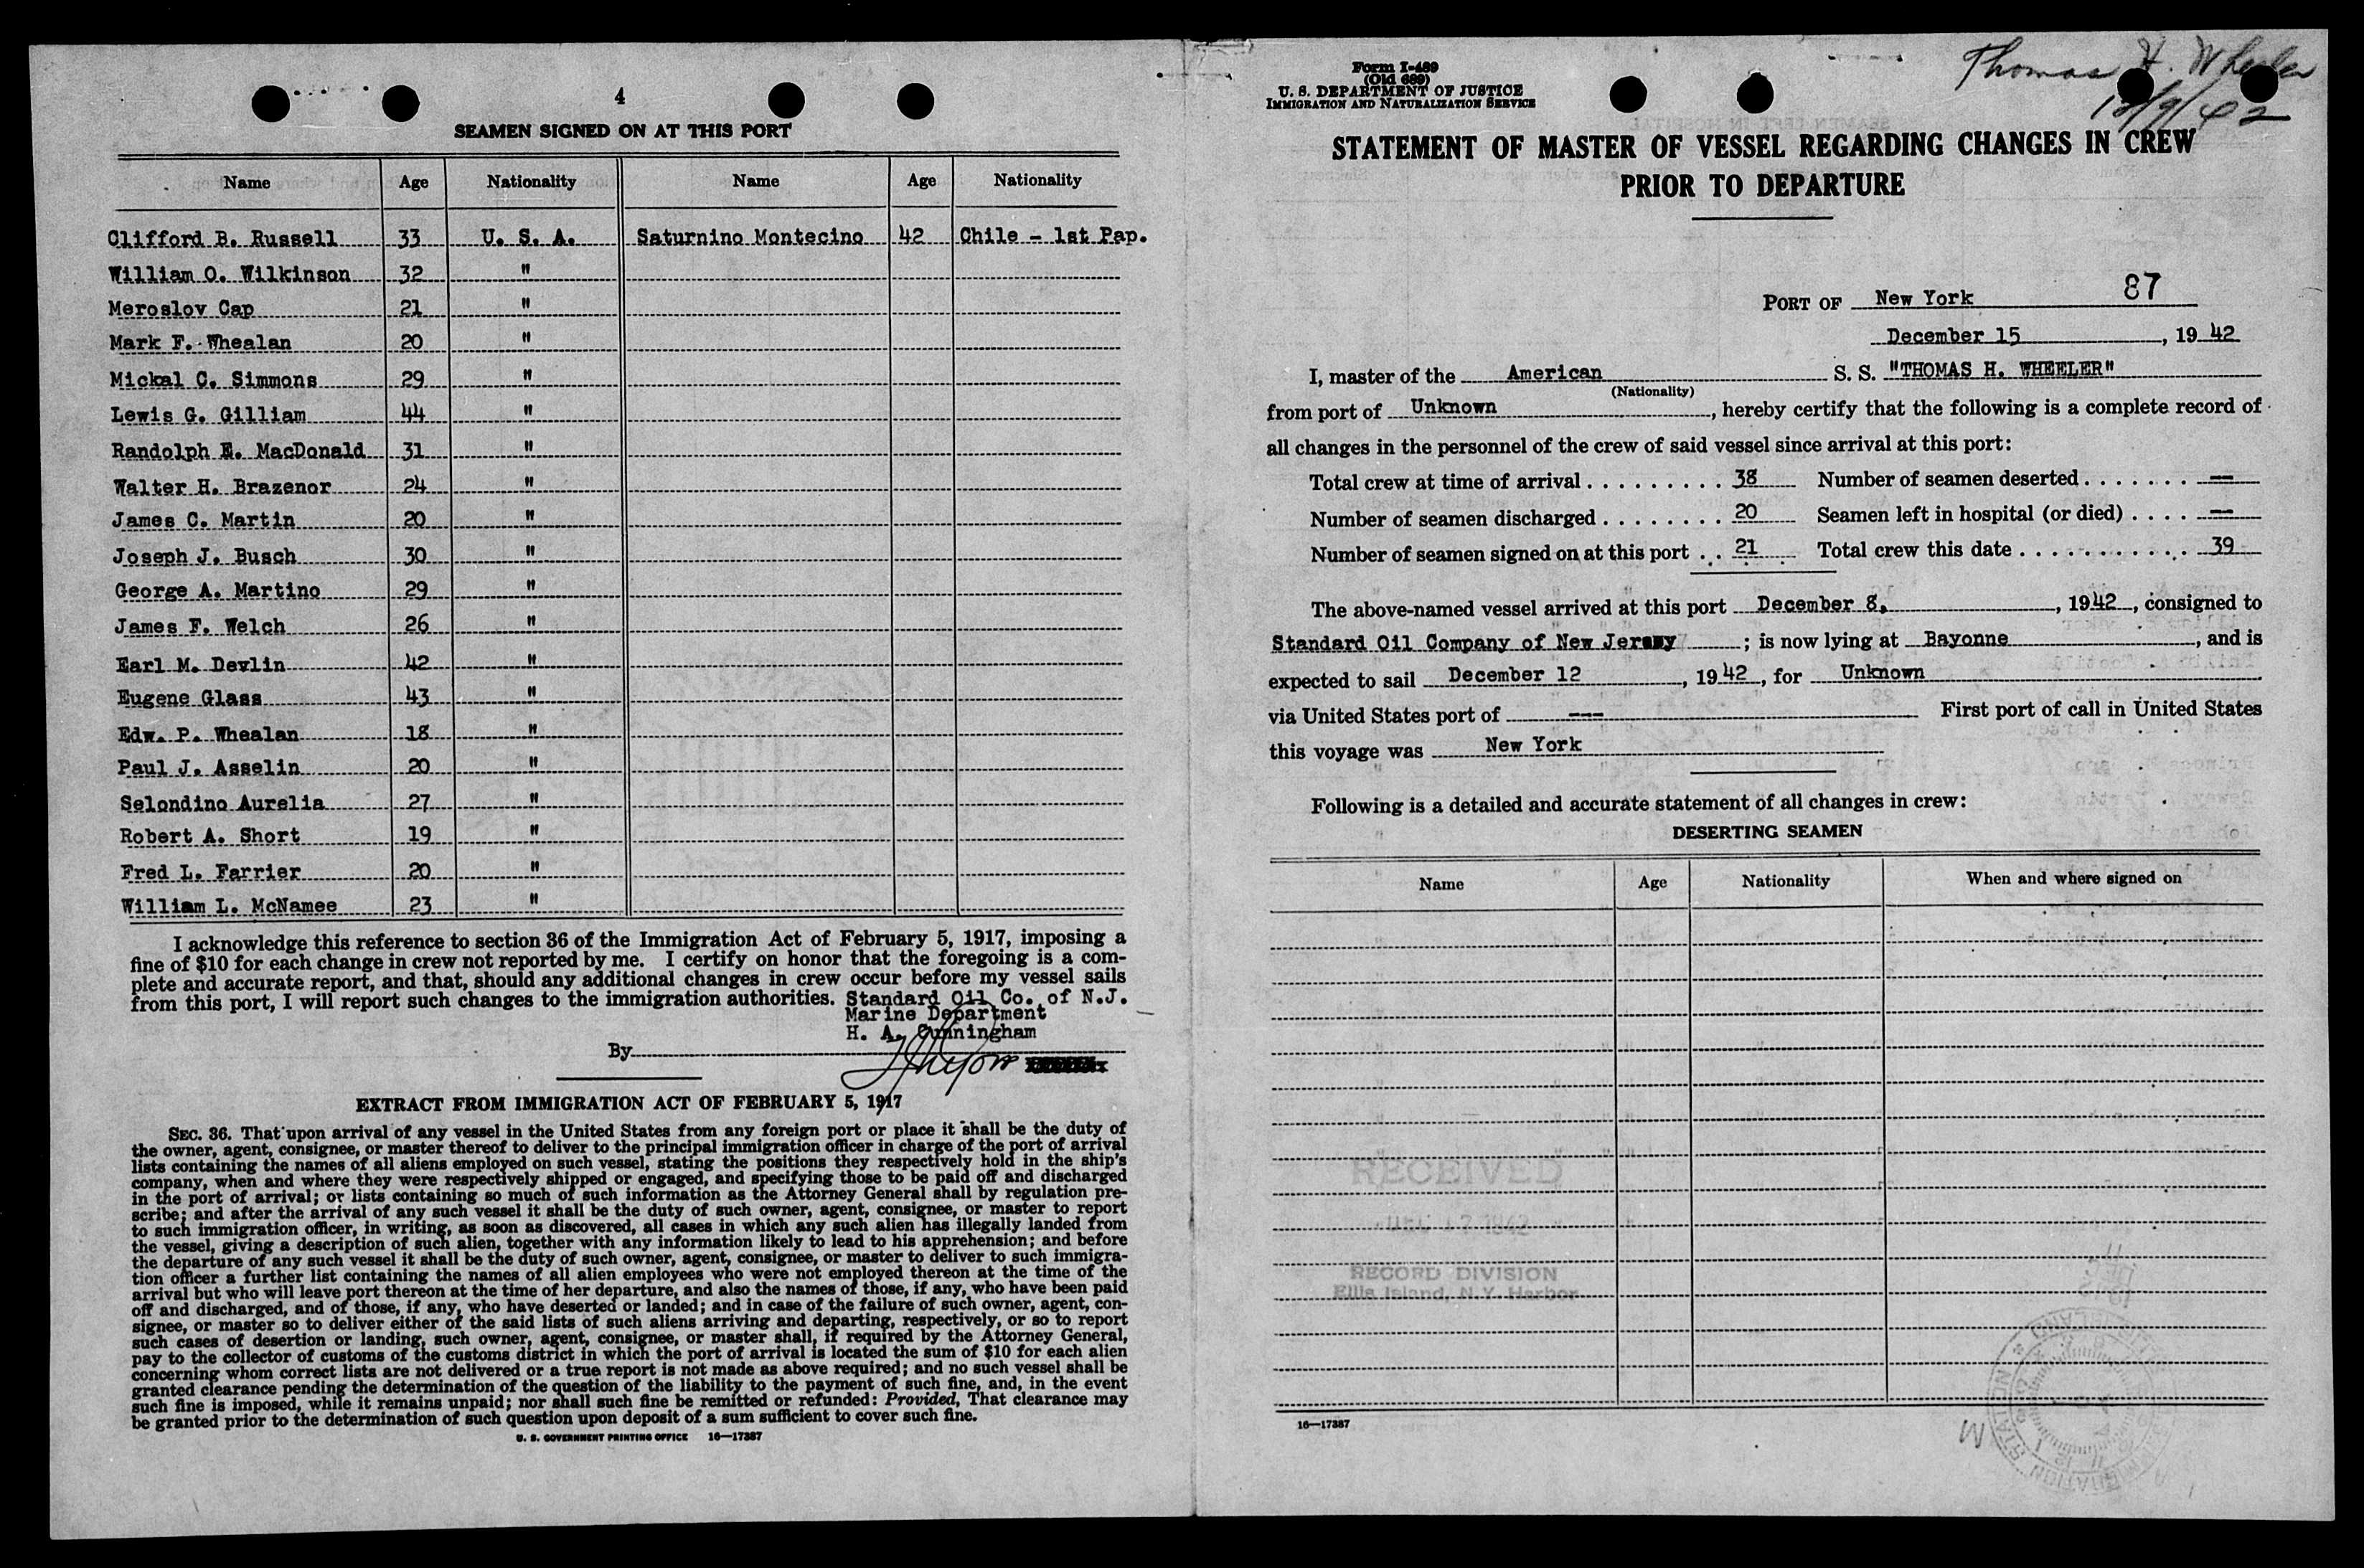 4
SEAMEN SIGNED ON AT THIS PORT
Name Age Nationality Name Age Nationality
Clifford B. Russell 33 U. S. A. Saturnino Montecino 42 Chile - 1st Pap.
William O. Wilkinson 32 "
Meroslov Cap 21 "
Mark F. Whealan 20 "
Mickal C. Simmons 29 "
Lewis G. Gilliam 44 "
Randolph E. MacDonald 31 "
Walter H. Brazenor 24 "
James C. Martin 20 "
Joseph J. Busch 30 "
George A. Martino 29 "
James F. Welch 26 "
Earl M. Devlin 42 "
Eugene Glass 43 "
Edw. P. Whealan 18 "
Paul J. Asselin 20 "
Selondino Aurelia 27 "
Robert A. Short 19 "
Fred L. Farrier 20 "
William L. McNamee 23 "
I acknowledge this reference to section 36 of the Immigration Act of February 5, 1917, imposing a
fine of $10 for each change in crew not reported by me. I certify on honor that the foregoing is a com-
plete and accurate report, and that, should any additional changes in crew occur before my vessel sails
from this port, I will report such changes to the immigration authorities. Standard Oil Co. of N.J.
Marine Department
H. A. Cunningham
By
EXTRACT FROM IMMIGRATION ACT OF FEBRUARY 5, 1917
SEC. 36. That upon arrival of any vessel in the United States from any foreign port or place it shall be the duty of
the owner, agent, consignee, or master thereof to deliver to the principal immigration officer in charge of the port of arrival
lists containing the names of all aliens employed on such vessel, stating the positions they respectively hold in the ship's
company, when and where they were respectively shipped or engaged, and specifying those to be paid off and discharged
in the port of arrival; or lists containing so much of such information as the Attorney General shall by regulation pre-
scribe; and after the arrival of any such vessel it shall be the duty of such owner, agent, consignee, or master to report
to such immigration officer, in writing, as soon as discovered, all cases in which any such alien has illegally landed from
the vessel, giving a description of such alien, together with any information likely to lead to his apprehension; and before
the departure of any such vessel it shall be the duty of such owner, agent, consignee, or master to deliver to such immigra-
tion officer a further list containing the names of all alien employees who were not employed thereon at the time of the
arrival but who will leave port thereon at the time of her departure, and also the names of those, if any, who have been paid
off and discharged, and of those, if any, who have deserted or landed; and in case of the failure of such owner, agent, con-
signee, or master so to deliver either of the said lists of such aliens arriving and departing, respectively, or so to report
such cases of desertion or landing, such owner, agent, consignee, or master shall, if required by the Attorney General,
pay to the collector of customs of the customs district in which the port of arrival is located the sum of $10 for each alien
concerning whom correct lists are not delivered or a true report is not made as above required; and no such vessel shall be
granted clearance pending the determination of the question of the liability to the payment of such fine, and, in the event
such fine is imposed, while it remains unpaid; nor shall such fine be remitted or refunded: Provided, That clearance may
be granted prior to the determination of such question upon deposit of a sum sufficient to cover such fine.
U. S. GOVERNMENT PRINTING OFFICE 16—17387
Form I-489
(Old 689)
U. S. DEPARTMENT OF JUSTICE
IMMIGRATION AND NATURALIZATION SERVICE
Thomas H. Wheeler
12/9/42
STATEMENT OF MASTER OF VESSEL REGARDING CHANGES IN CREW
PRIOR TO DEPARTURE
87
PORT OF New York
December 15, 1942
I, master of the American S. S. "THOMAS H. WHEELER"
(Nationality)
from port of Unknown, hereby certify that the following is a complete record of
all changes in the personnel of the crew of said vessel since arrival at this port:
Total crew at time of arrival . . . . . . . . . 38 Number of seamen deserted . . . . . . . —
Number of seamen discharged . . . . . . . . 20 Seamen left in hospital (or died) . . . . —
Number of seamen signed on at this port . . 21 Total crew this date . . . . . . . . . . . 39
The above-named vessel arrived at this port December 8, 1942, consigned to
Standard Oil Company of New Jersey; is now lying at Bayonne, and is
expected to sail December 12, 1942, for Unknown
via United States port of --- First port of call in United States
this voyage was New York
Following is a detailed and accurate statement of all changes in crew:
DESERTING SEAMEN
Name Age Nationality When and where signed on
RECEIVED
RECORD DIVISION
Ellis Island, N.Y. Harbor
16—17387